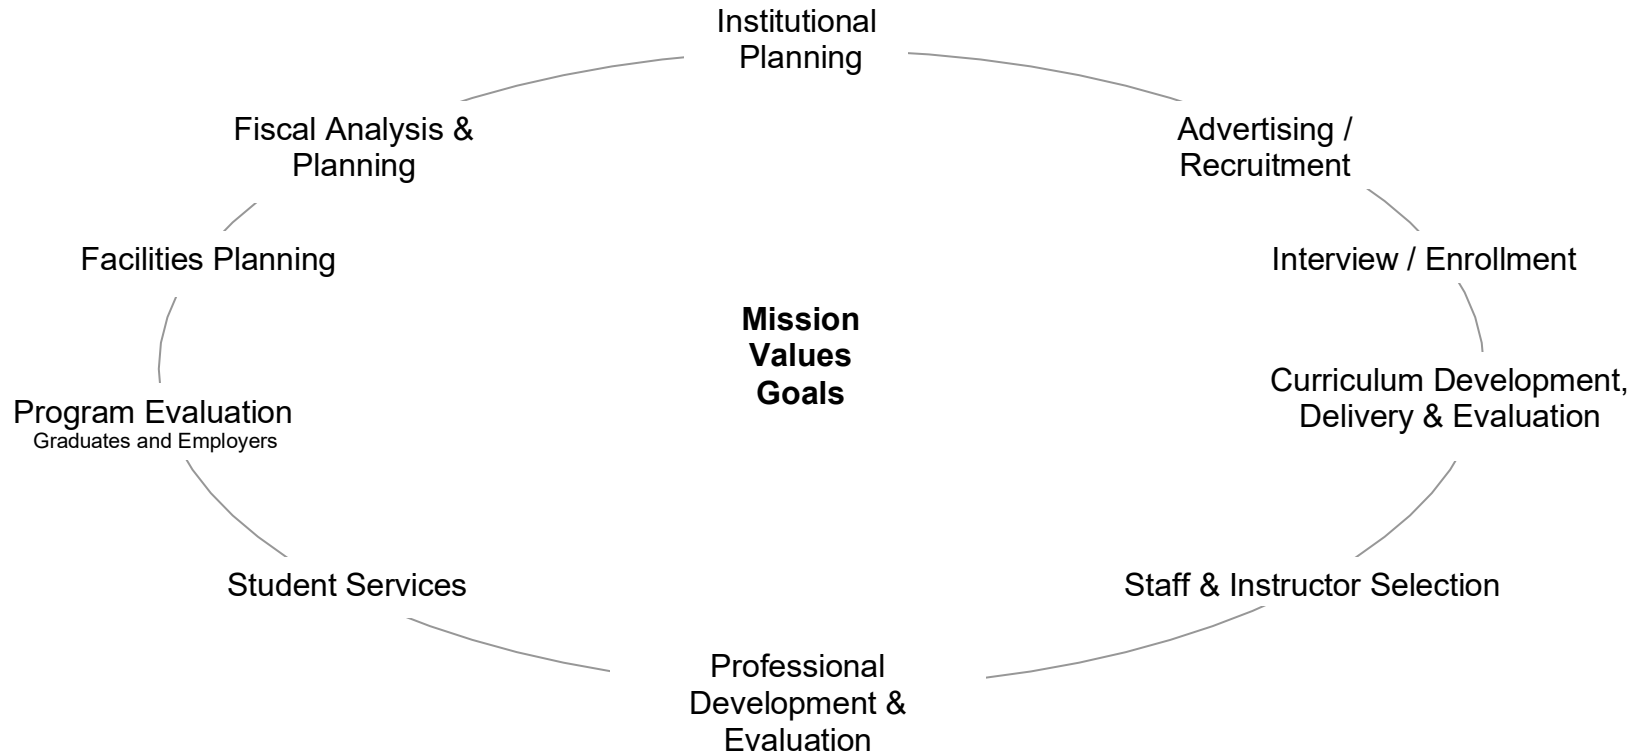 Institutional
Planning
Fiscal Analysis &
Planning
Advertising /
Recruitment
Facilities Planning
Interview / Enrollment
Mission
Values
Goals
Curriculum Development,
Delivery & Evaluation
Program Evaluation
Graduates and Employers
Student Services
Staff & Instructor Selection
Professional
Development &
Evaluation